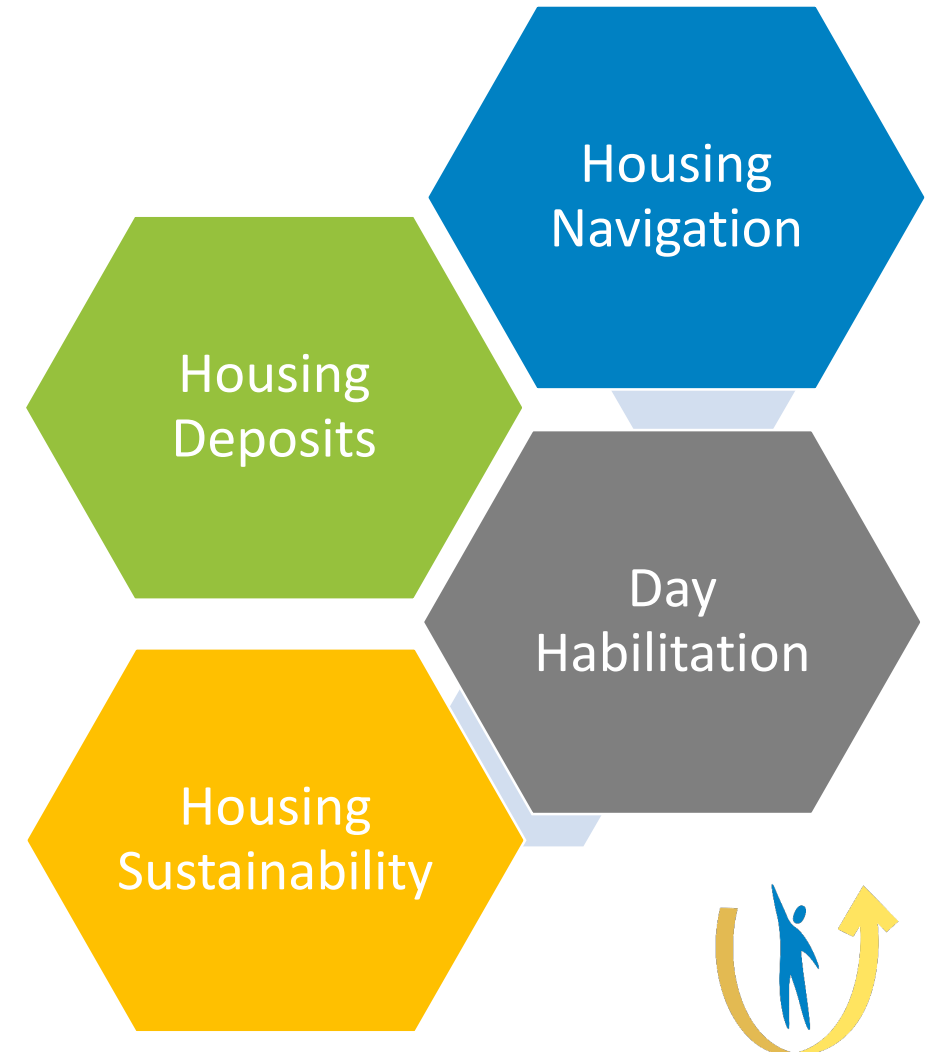 Housing
Navigation
Housing
Deposits
Day
Habilitation
Housing
Sustainability